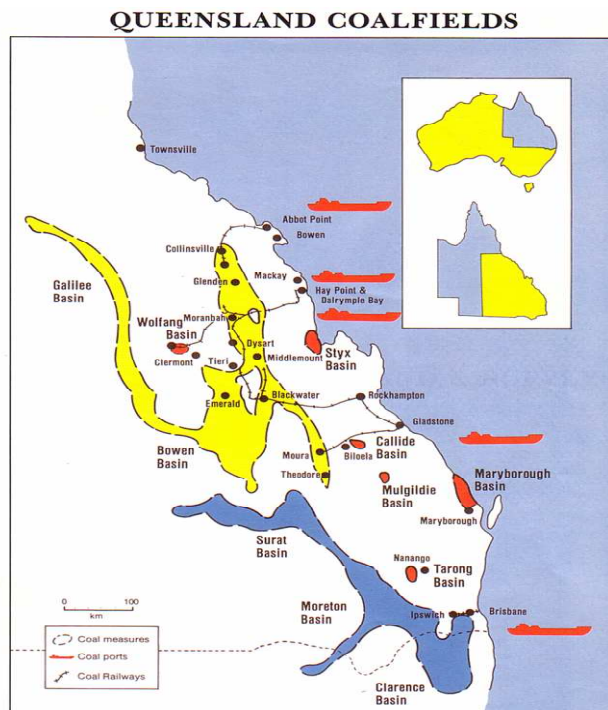 QUEENSLAND COALFIELDS
Townsville
Abbot Point
Bowen
Collinsville
Galilee
Basin
Glenden
Mackay
Hay Point &
Dalrymple Bay
Moranbah
Wolfang
Basin
Dysart
Styx
Basin
Clermont
Tieri
Middlemount
Emerald
Blackwater
Rockhampton
Gladstone
Bowen
Basin
Moura
Biloela
Callide
Basin
Theodore
Mulgildie
Basin
Maryborough
Basin
Maryborough
Surat
Basin
Nanango
Tarong
Basin
Moreton
Basin
Ipswich
Brisbane
Clarence
Basin
0
100
km
Coal measures
Coal ports
Coal Railways